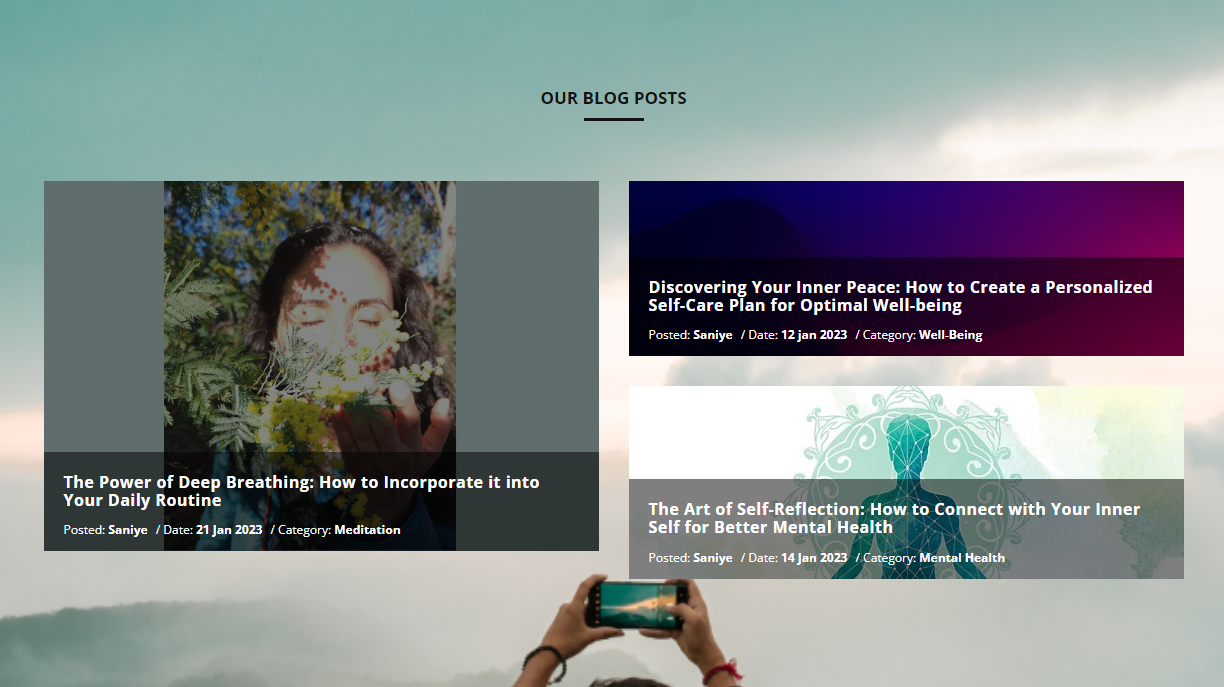 OUR BLOG POSTS
The Power of Deep Breathing: How to Incorporate it into
Your Daily Routine
Posted: Saniye / Date: 21 Jan 2023 / Category: Meditation
Discovering Your Inner Peace: How to Create a Personalized
Self-Care Plan for Optimal Well-being
Posted: Saniye / Date: 12 jan 2023 / Category: Well-Being
The Art of Self-Reflection: How to Connect with Your Inner
Self for Better Mental Health
Posted: Saniye / Date: 14 Jan 2023 / Category: Mental Health